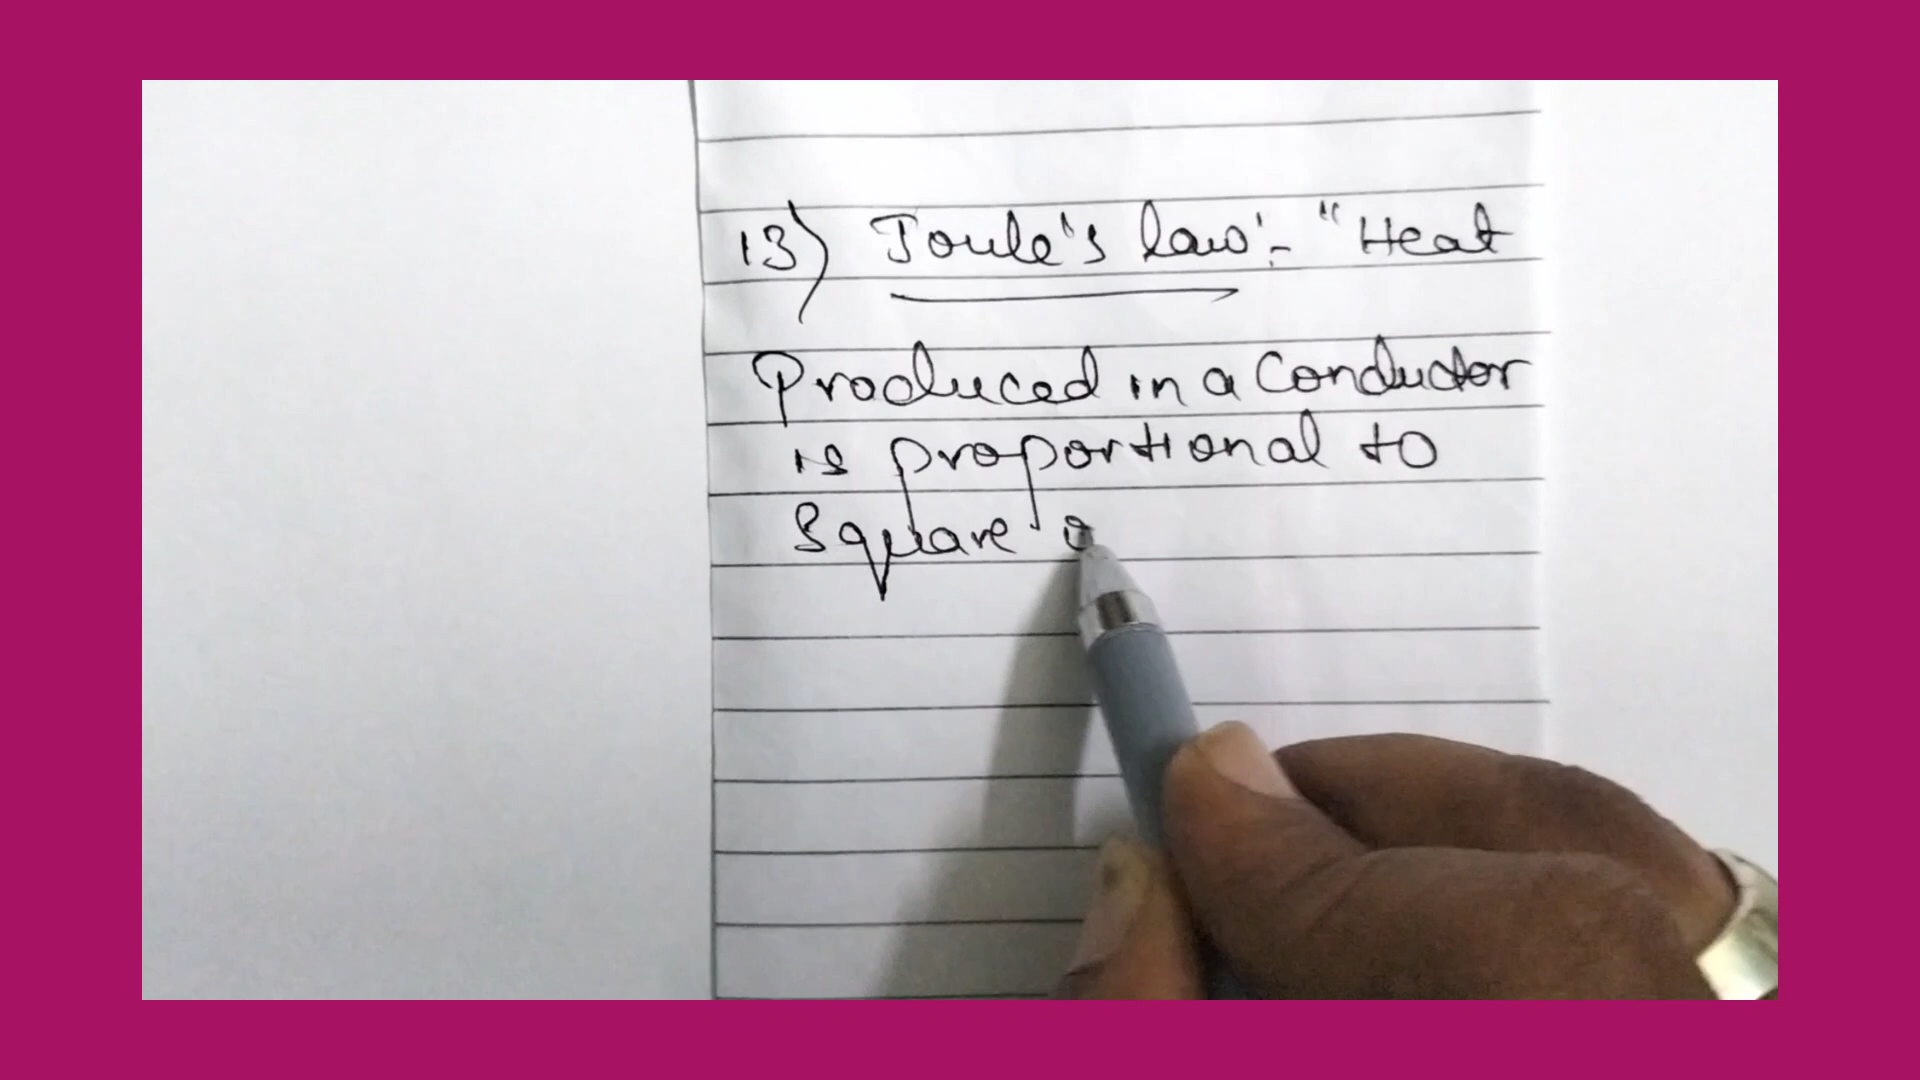 13) Joule's law:- "Heat
Produced in a Conductor
is proportional to
Square o